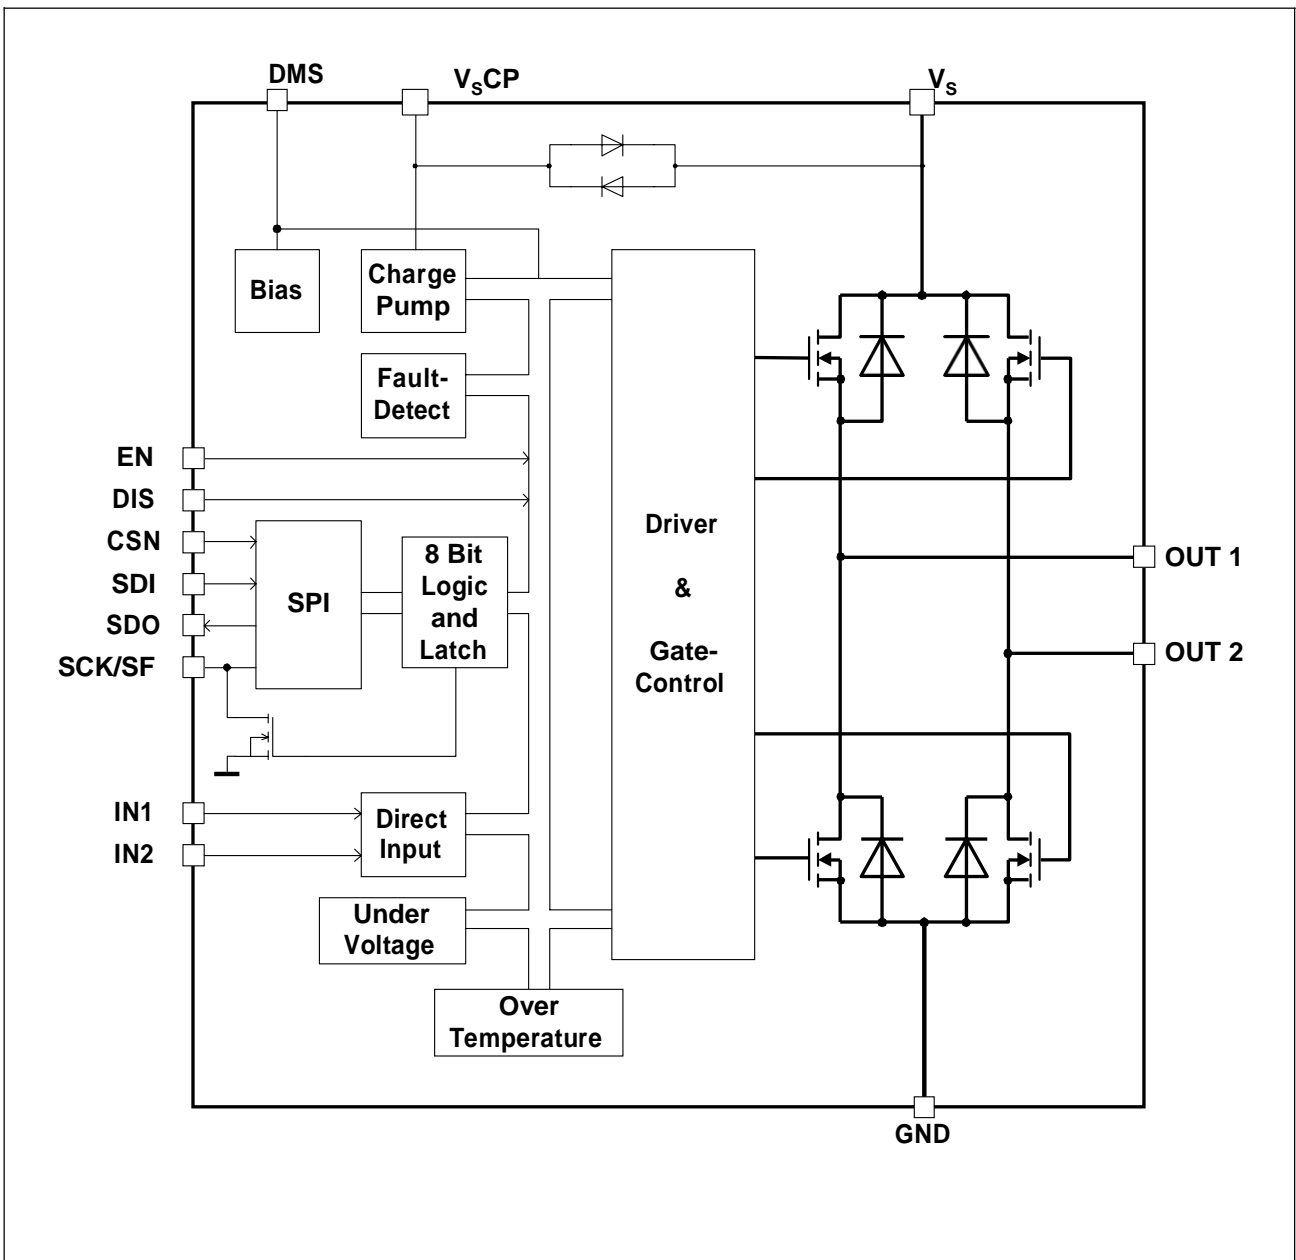 DMS
VSCP
VS
Bias
Charge
Pump
Fault-
Detect
EN
DIS
CSN
SDI
SDO
SCK/SF
SPI
8 Bit
Logic
and
Latch
Driver
&
Gate-
Control
OUT 1
OUT 2
IN1
IN2
Direct
Input
Under
Voltage
Over
Temperature
GND